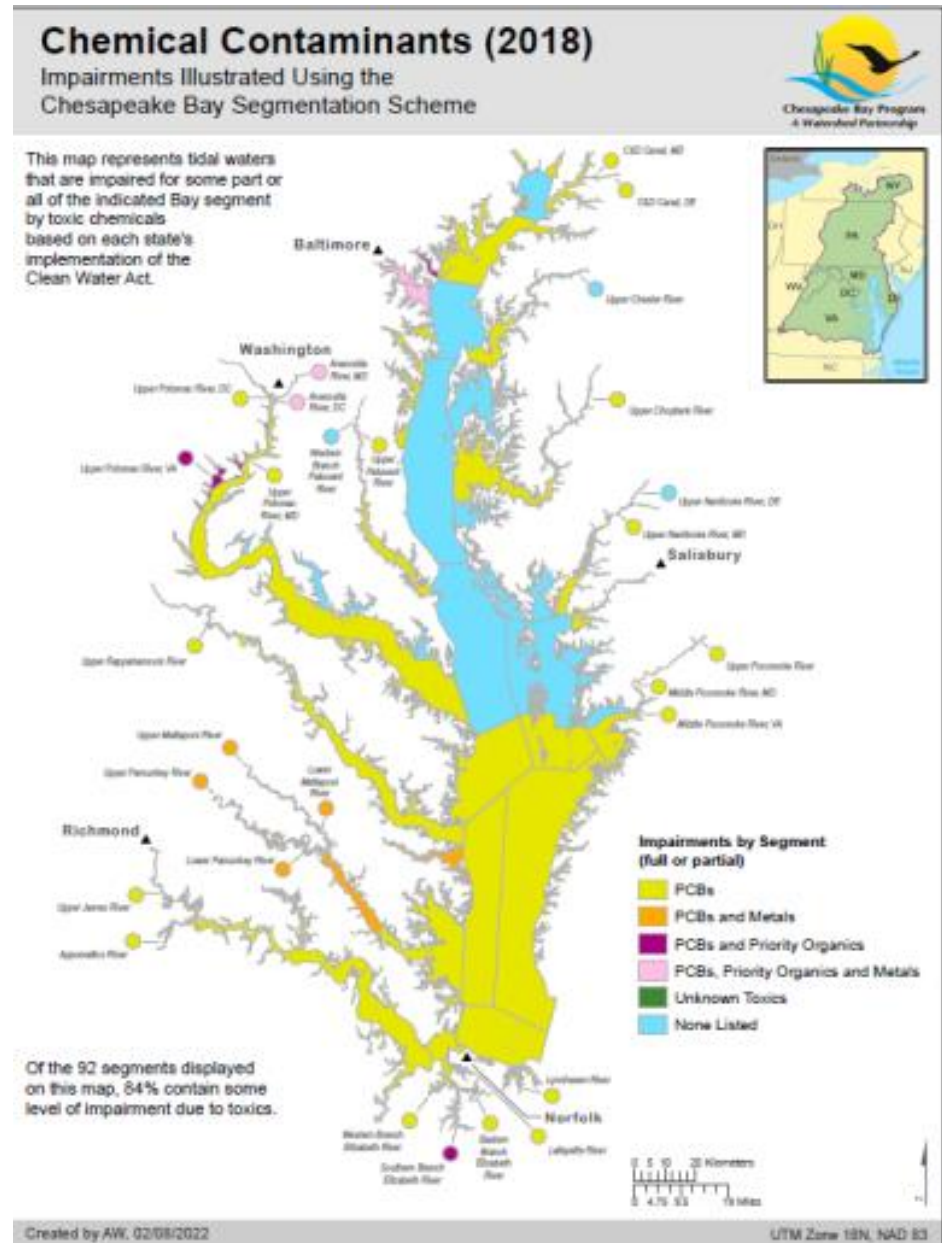 Chemical Contaminants (2018)
Impairments Illustrated Using the
Chesapeake Bay Segmentation Scheme
Chesapeake Bay Program
A Watershed Partnership
This map represents tidal waters
that are impaired for some part or
all of the indicated Bay segment
by toxic chemicals
based on each state's
implementation of the
Clean Water Act.
C&D Canal, MD
C&D Canal, DE
NY
PA
OH
NJ
MD
WV
DC
DE
VA
NC
Baltimore
Upper Chester River
Washington
Anacostia
River, MD
Upper Potomac River, DC
Anacostia
River, DC
Upper Choptank River
Western
Branch
Patuxent
River
Upper
Patuxent
River
Upper Potomac River, VA
Upper
Potomac
River, MD
Upper Nanticoke River, DE
Upper Nanticoke River, MD
Salisbury
Upper Rappahannock River
Upper Pocomoke River
Middle Pocomoke River, MD
Middle Pocomoke River, VA
Upper Mattaponi River
Upper Pamunkey River
Lower
Mattaponi
River
Richmond
Lower Pamunkey River
Upper James River
Appomattox River
Impairments by Segment
(full or partial)
PCBs
PCBs and Metals
PCBs and Priority Organics
PCBs, Priority Organics and Metals
Unknown Toxics
None Listed
Of the 92 segments displayed
on this map, 84% contain some
level of impairment due to toxics.
Lynnhaven River
Norfolk
Western Branch
Elizabeth River
Eastern
Branch
Elizabeth
River
Lafayette River
Southern Branch
Elizabeth River
0 5 10 20 Kilometers
0 4.75 9.5 19 Miles
Created by AW, 02/08/2022
UTM Zone 18N, NAD 83